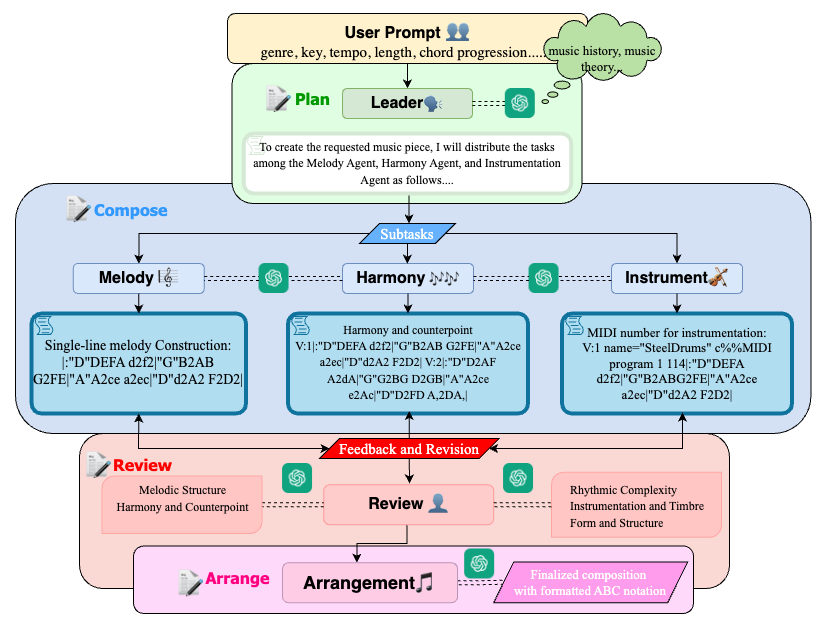 User Prompt
genre, key, tempo, length, chord progression.....
music history, music
theory...
Plan
Leader
To create the requested music piece, I will distribute the tasks
among the Melody Agent, Harmony Agent, and Instrumentation
Agent as follows....
Compose
Subtasks
Melody
Harmony
Instrument
Single-line melody Construction:
|:"D"DEFA d2f2|"G"B2AB
G2FE|"A"A2ce a2ec|"D"d2A2 F2D2|
Harmony and counterpoint
V:1|:"D"DEFA d2f2|"G"B2AB G2FE|"A"A2ce
a2ec|"D"d2A2 F2D2| V:2|:"D"D2AF
A2dA|"G"G2BG D2GB|"A"A2ce
e2Ac|"D"D2FD A,2DA,|
MIDI number for instrumentation:
V:1 name="SteelDrums" c%%MIDI
program 1 114|:"D"DEFA
d2f2|"G"B2ABG2FE|"A"A2ce
a2ec|"D"d2A2 F2D2|
Feedback and Revision
Review
Melodic Structure
Harmony and Counterpoint
Review
Rhythmic Complexity
Instrumentation and Timbre
Form and Structure
Arrange
Arrangement
Finalized composition
with formatted ABC notation